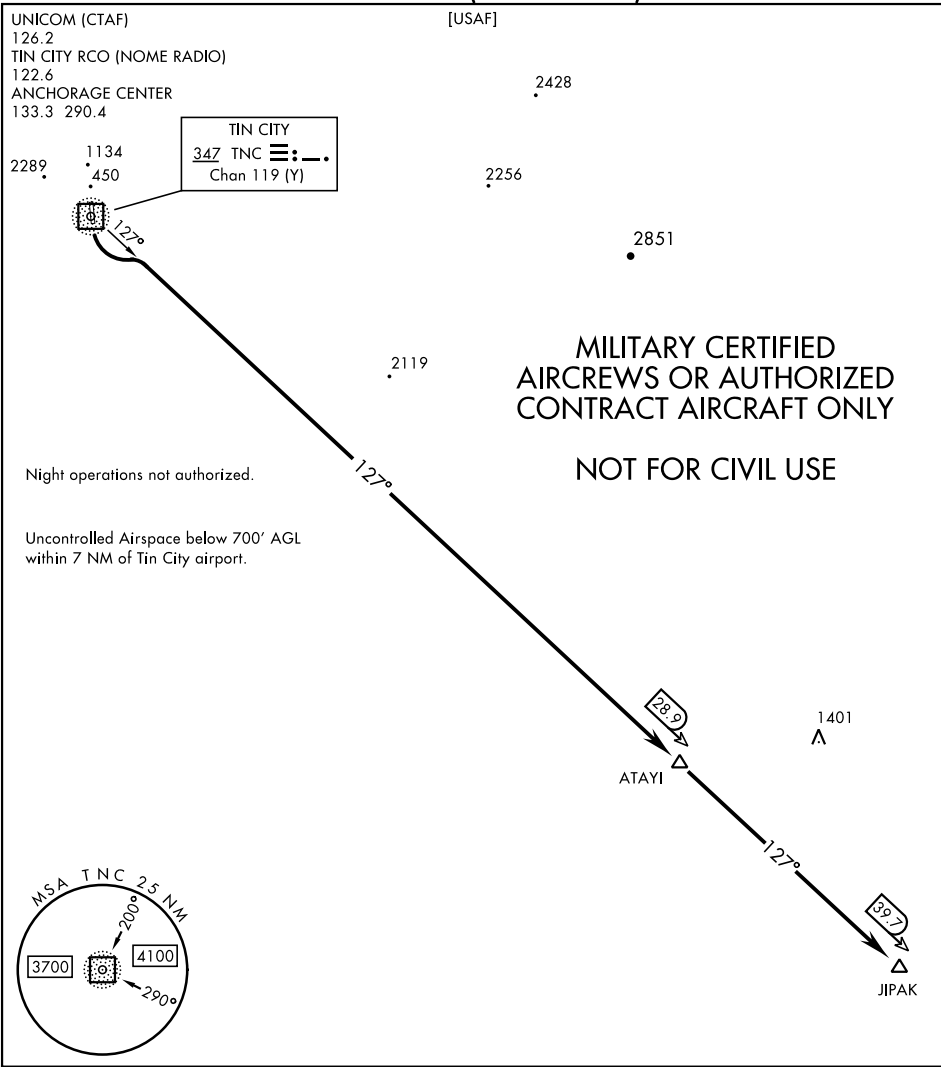 UNICOM (CTAF)
126.2
TIN CITY RCO (NOME RADIO)
122.6
ANCHORAGE CENTER
133.3 290.4
[USAF]
TIN CITY
347 TNC
Chan 119 (Y)
2428
1134
2289
450
2256
127°
2851
2119
MILITARY CERTIFIED
AIRCREWS OR AUTHORIZED
CONTRACT AIRCRAFT ONLY
NOT FOR CIVIL USE
127°
Night operations not authorized.
Uncontrolled Airspace below 700' AGL
within 7 NM of Tin City airport.
28.9
1401
ATAYI
127°
39.7
JIPAK
MSA TNC 25 NM
200°
3700
4100
290°